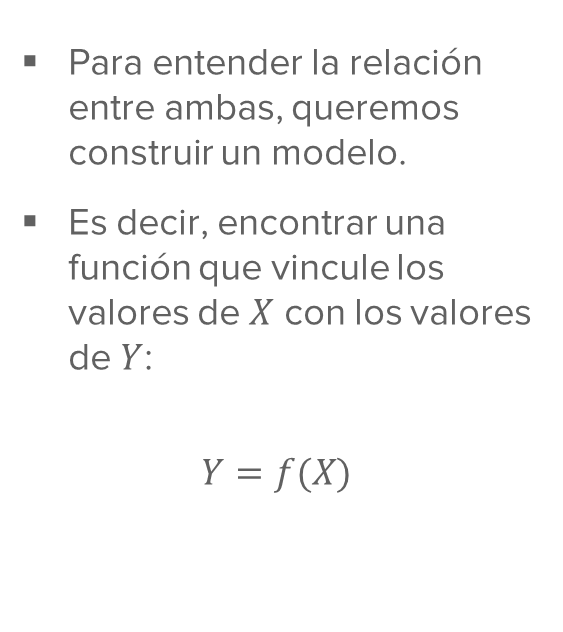 ▪ Para entender la relación
entre ambas, queremos
construir un modelo.
▪ Es decir, encontrar una
función que vincule los
valores de X con los valores
de Y:
Y = f(X)